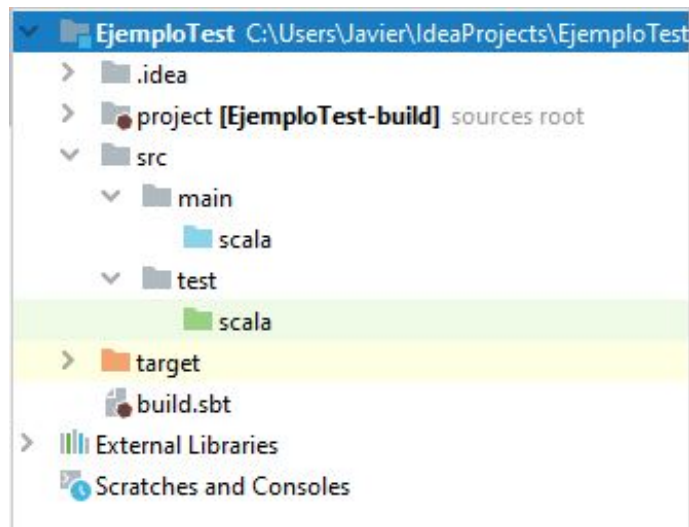 EjemploTest C:\Users\Javier\IdeaProjects\EjemploTest
.idea
project [EjemploTest-build] sources root
src
main
scala
test
scala
target
build.sbt
External Libraries
Scratches and Consoles